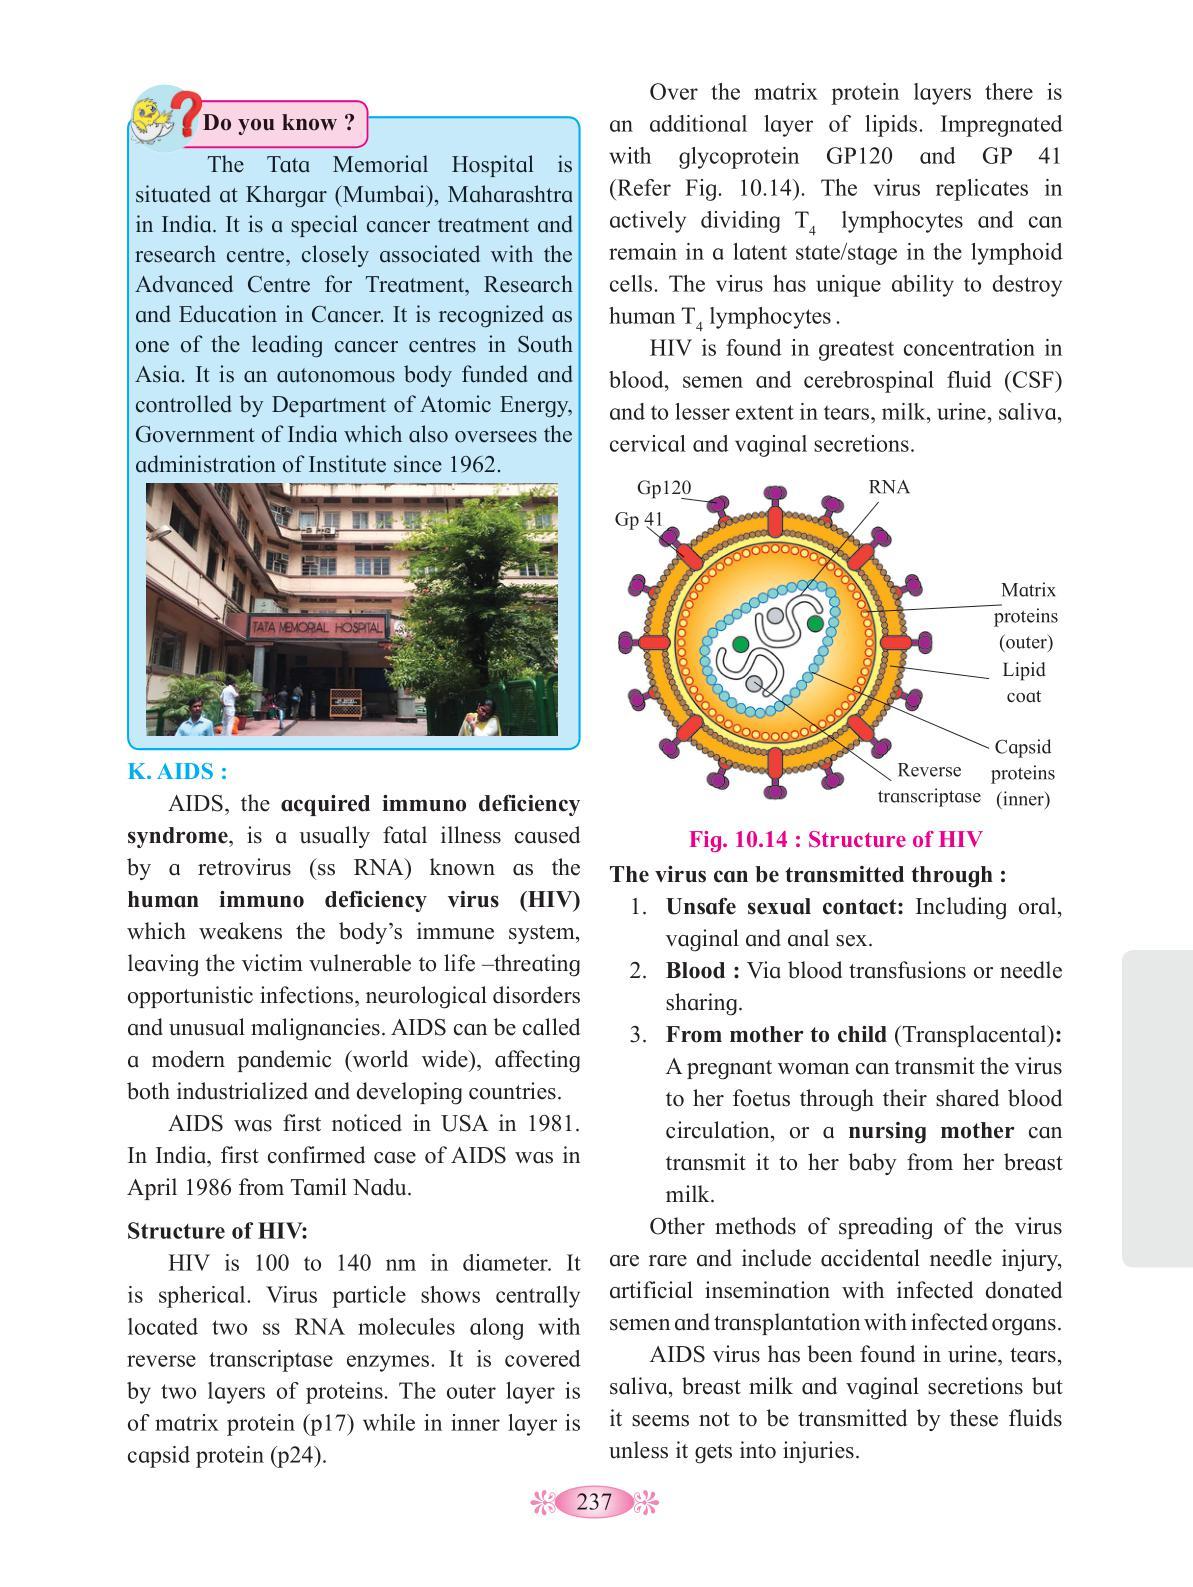 Do you know ?
The Tata Memorial Hospital is
situated at Khargar (Mumbai), Maharashtra
in India. It is a special cancer treatment and
research centre, closely associated with the
Advanced Centre for Treatment, Research
and Education in Cancer. It is recognized as
one of the leading cancer centres in South
Asia. It is an autonomous body funded and
controlled by Department of Atomic Energy,
Government of India which also oversees the
administration of Institute since 1962.
TATA MEMORIAL HOSPITAL
K. AIDS :
AIDS, the acquired immuno deficiency
syndrome, is a usually fatal illness caused
by a retrovirus (ss RNA) known as the
human immuno deficiency virus (HIV)
which weakens the body's immune system,
leaving the victim vulnerable to life –threating
opportunistic infections, neurological disorders
and unusual malignancies. AIDS can be called
a modern pandemic (world wide), affecting
both industrialized and developing countries.
AIDS was first noticed in USA in 1981.
In India, first confirmed case of AIDS was in
April 1986 from Tamil Nadu.
Structure of HIV:
HIV is 100 to 140 nm in diameter. It
is spherical. Virus particle shows centrally
located two ss RNA molecules along with
reverse transcriptase enzymes. It is covered
by two layers of proteins. The outer layer is
of matrix protein (p17) while in inner layer is
capsid protein (p24).
Over the matrix protein layers there is
an additional layer of lipids. Impregnated
with glycoprotein GP120 and GP 41
(Refer Fig. 10.14). The virus replicates in
actively dividing T4 lymphocytes and can
remain in a latent state/stage in the lymphoid
cells. The virus has unique ability to destroy
human T4 lymphocytes .
HIV is found in greatest concentration in
blood, semen and cerebrospinal fluid (CSF)
and to lesser extent in tears, milk, urine, saliva,
cervical and vaginal secretions.
Gp120
RNA
Gp 41
Matrix
proteins
(outer)
Lipid
coat
Capsid
proteins
(inner)
Reverse
transcriptase
Fig. 10.14 : Structure of HIV
The virus can be transmitted through :
1. Unsafe sexual contact: Including oral,
vaginal and anal sex.
2. Blood : Via blood transfusions or needle
sharing.
3. From mother to child (Transplacental):
A pregnant woman can transmit the virus
to her foetus through their shared blood
circulation, or a nursing mother can
transmit it to her baby from her breast
milk.
Other methods of spreading of the virus
are rare and include accidental needle injury,
artificial insemination with infected donated
semen and transplantation with infected organs.
AIDS virus has been found in urine, tears,
saliva, breast milk and vaginal secretions but
it seems not to be transmitted by these fluids
unless it gets into injuries.
237